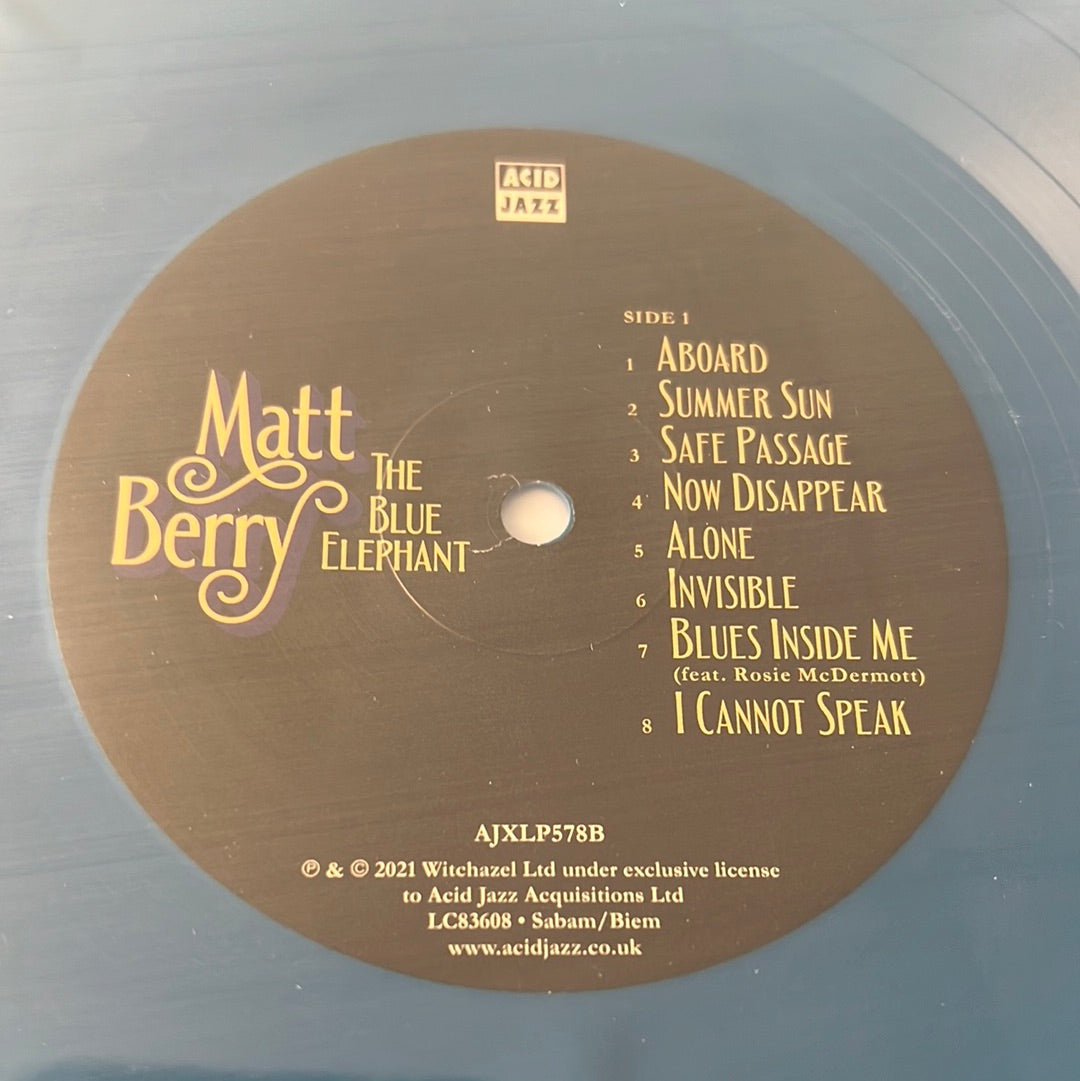 ACID
JAZZ
Matt
Berry
THE
BLUE
ELEPHANT
SIDE 1
1 ABOARD
2 SUMMER SUN
3 SAFE PASSAGE
4 NOW DISAPPEAR
5 ALONE
6 INVISIBLE
7 BLUES INSIDE ME
(feat. Rosie McDermott)
8 I CANNOT SPEAK
AJXLP578B
℗ & © 2021 Witchazel Ltd under exclusive license
to Acid Jazz Acquisitions Ltd
LC83608 • Sabam/Biem
www.acidjazz.co.uk